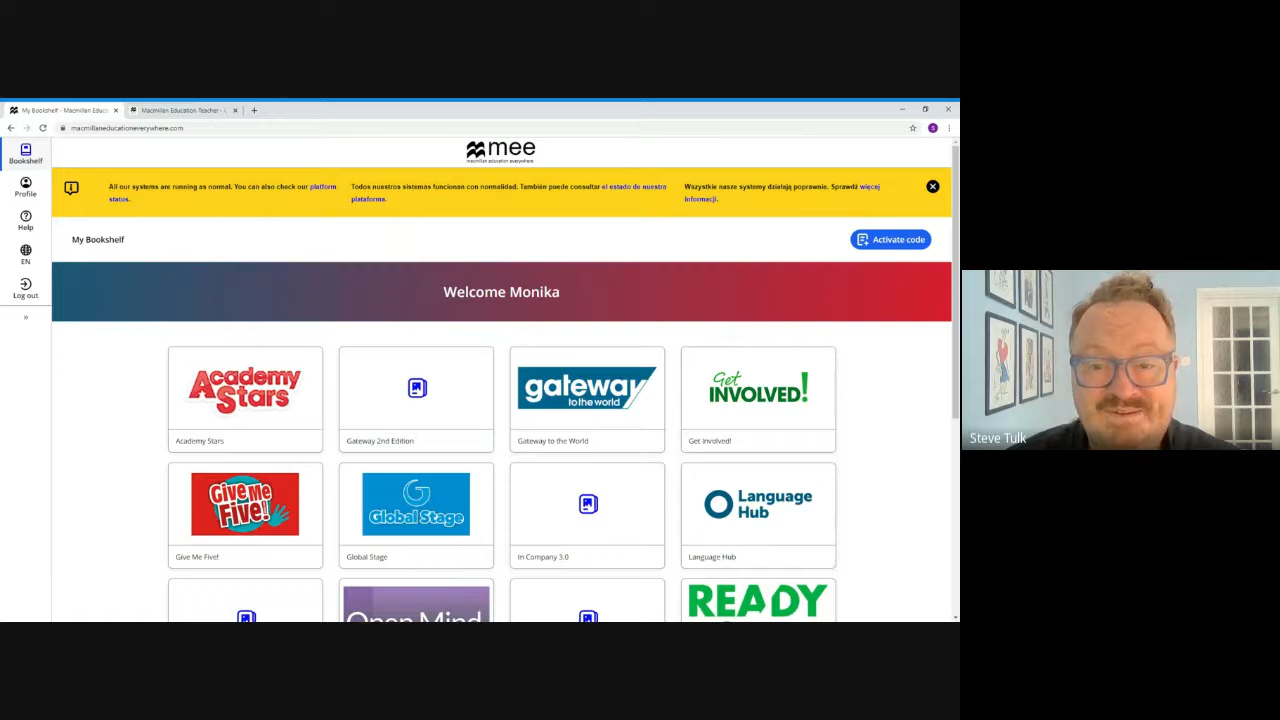 My Bookshelf - Macmillan Educa
Macmillan Education Teacher - 
macmillaneducationeverywhere.com
S
mee
macmillan education everywhere
Bookshelf
Profile
Help
EN
Log out
»
All our systems are running as normal. You can also check our platform
status.
Todos nuestros sistemas funcionan con normalidad. También puede consultar el estado de nuestra
plataforma.
Wszystkie nasze systemy działają poprawnie. Sprawdź więcej
informacji.
My Bookshelf
Activate code
Welcome Monika
Academy
Stars
gateway
to the world
Get
INVOLVED!
Academy Stars
Gateway 2nd Edition
Gateway to the World
Get Involved!
Give Me
Five!
G
Global Stage
Language
Hub
Give Me Five!
Global Stage
In Company 3.0
Language Hub
Open Mind
READY
Steve Tulk